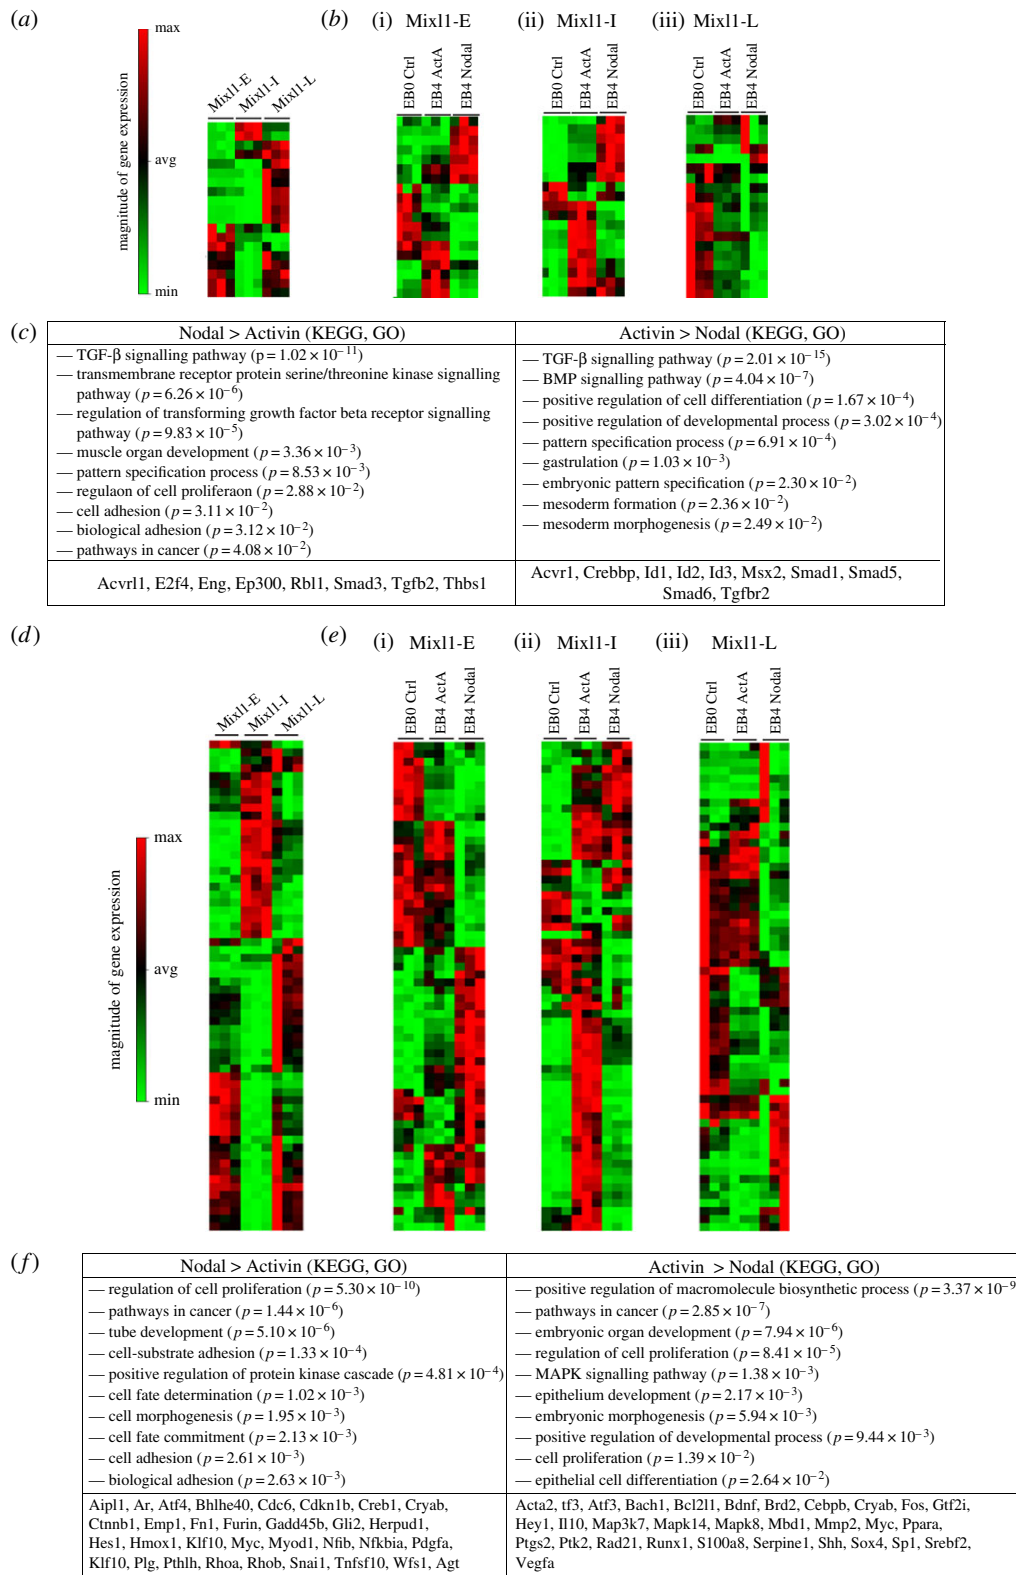 (a)
(b) (i) Mixl1-E (ii) Mixl1-I (iii) Mixl1-L
max
avg
min
magnitude of gene expression
Mixl1-E
Mixl1-I
Mixl1-L
EB0 Ctrl
EB4 ActA
EB4 Nodal
EB0 Ctrl
EB4 ActA
EB4 Nodal
EB0 Ctrl
EB4 ActA
EB4 Nodal
(c)
Nodal > Activin (KEGG, GO)
— TGF-β signalling pathway (p = 1.02 × 10⁻¹¹)
— transmembrane receptor protein serine/threonine kinase signalling
pathway (p = 6.26 × 10⁻⁶)
— regulation of transforming growth factor beta receptor signalling
pathway (p = 9.83 × 10⁻⁵)
— muscle organ development (p = 3.36 × 10⁻³)
— pattern specification process (p = 8.53 × 10⁻³)
— regulaon of cell proliferaon (p = 2.88 × 10⁻²)
— cell adhesion (p = 3.11 × 10⁻²)
— biological adhesion (p = 3.12 × 10⁻²)
— pathways in cancer (p = 4.08 × 10⁻²)
Acvrl1, E2f4, Eng, Ep300, Rbl1, Smad3, Tgfb2, Thbs1
Activin > Nodal (KEGG, GO)
— TGF-β signalling pathway (p = 2.01 × 10⁻¹⁵)
— BMP signalling pathway (p = 4.04 × 10⁻⁷)
— positive regulation of cell differentiation (p = 1.67 × 10⁻⁴)
— positive regulation of developmental process (p = 3.02 × 10⁻⁴)
— pattern specification process (p = 6.91 × 10⁻⁴)
— gastrulation (p = 1.03 × 10⁻³)
— embryonic pattern specification (p = 2.30 × 10⁻²)
— mesoderm formation (p = 2.36 × 10⁻²)
— mesoderm morphogenesis (p = 2.49 × 10⁻²)
Acvr1, Crebbp, Id1, Id2, Id3, Msx2, Smad1, Smad5,
Smad6, Tgfbr2
(d)
(e) (i) Mixl1-E (ii) Mixl1-I (iii) Mixl1-L
Mixl1-E
Mixl1-I
Mixl1-L
EB0 Ctrl
EB4 ActA
EB4 Nodal
EB0 Ctrl
EB4 ActA
EB4 Nodal
EB0 Ctrl
EB4 ActA
EB4 Nodal
max
avg
min
magnitude of gene expression
(f)
Nodal > Activin (KEGG, GO)
— regulation of cell proliferation (p = 5.30 × 10⁻¹⁰)
— pathways in cancer (p = 1.44 × 10⁻⁶)
— tube development (p = 5.10 × 10⁻⁶)
— cell-substrate adhesion (p = 1.33 × 10⁻⁴)
— positive regulation of protein kinase cascade (p = 4.81 × 10⁻⁴)
— cell fate determination (p = 1.02 × 10⁻³)
— cell morphogenesis (p = 1.95 × 10⁻³)
— cell fate commitment (p = 2.13 × 10⁻³)
— cell adhesion (p = 2.61 × 10⁻³)
— biological adhesion (p = 2.63 × 10⁻³)
Aipl1, Ar, Atf4, Bhlhe40, Cdc6, Cdkn1b, Creb1, Cryab,
Ctnnb1, Emp1, Fn1, Furin, Gadd45b, Gli2, Herpud1,
Hes1, Hmox1, Klf10, Myc, Myod1, Nfib, Nfkbia, Pdgfa,
Klf10, Plg, Pthlh, Rhoa, Rhob, Snai1, Tnfsf10, Wfs1, Agt
Activin > Nodal (KEGG, GO)
— positive regulation of macromolecule biosynthetic process (p = 3.37 × 10⁻⁹
— pathways in cancer (p = 2.85 × 10⁻⁷)
— embryonic organ development (p = 7.94 × 10⁻⁶)
— regulation of cell proliferation (p = 8.41 × 10⁻⁵)
— MAPK signalling pathway (p = 1.38 × 10⁻³)
— epithelium development (p = 2.17 × 10⁻³)
— embryonic morphogenesis (p = 5.94 × 10⁻³)
— positive regulation of developmental process (p = 9.44 × 10⁻³)
— cell proliferation (p = 1.39 × 10⁻²)
— epithelial cell differentiation (p = 2.64 × 10⁻²)
Acta2, tf3, Atf3, Bach1, Bcl2l1, Bdnf, Brd2, Cebpb, Cryab, Fos, Gtf2i,
Hey1, Il10, Map3k7, Mapk14, Mapk8, Mbd1, Mmp2, Myc, Ppara,
Ptgs2, Ptk2, Rad21, Runx1, S100a8, Serpine1, Shh, Sox4, Sp1, Srebf2,
Vegfa